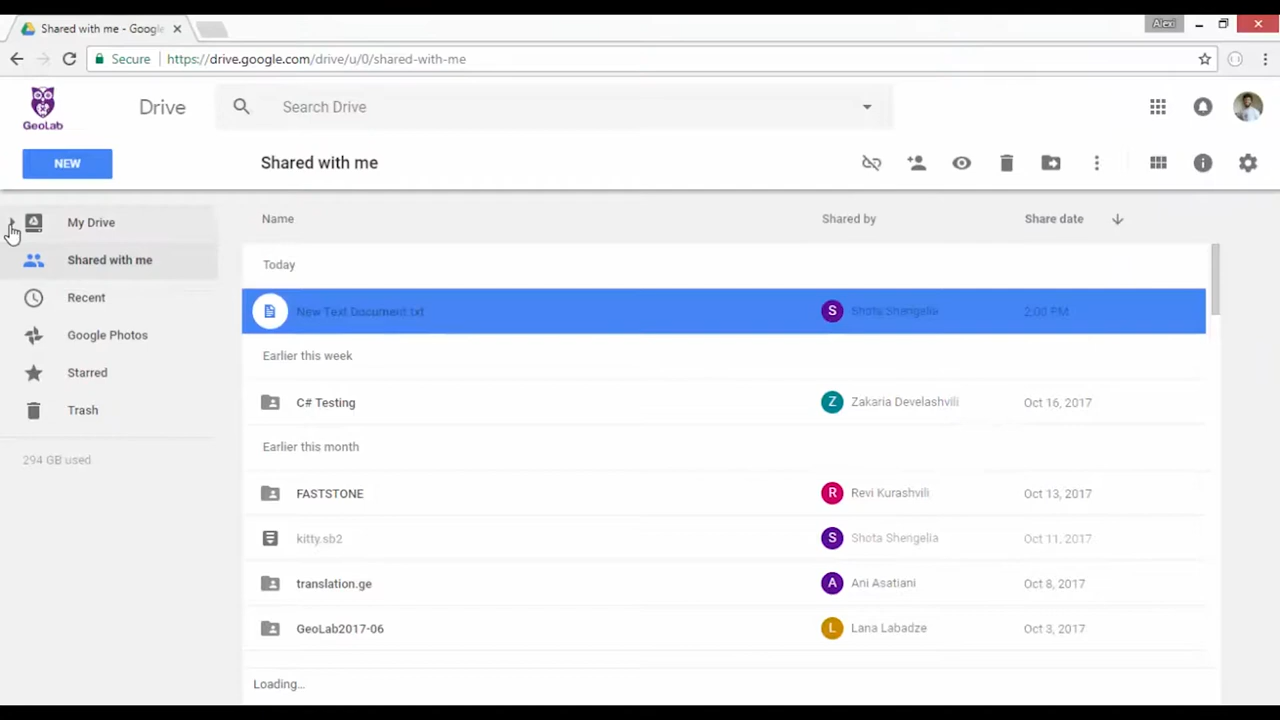 Shared with me - Google
Alexi
Secure https://drive.google.com/drive/u/0/shared-with-me
GeoLab
Drive
Search Drive
NEW
Shared with me
My Drive
Shared with me
Recent
Google Photos
Starred
Trash
294 GB used
Name Shared by Share date
Today
New Text Document.txt S Shota Shengelia 2:00 PM
Earlier this week
C# Testing Z Zakaria Develashvili Oct 16, 2017
Earlier this month
FASTSTONE R Revi Kurashvili Oct 13, 2017
kitty.sb2 S Shota Shengelia Oct 11, 2017
translation.ge A Ani Asatiani Oct 8, 2017
GeoLab2017-06 L Lana Labadze Oct 3, 2017
Loading...